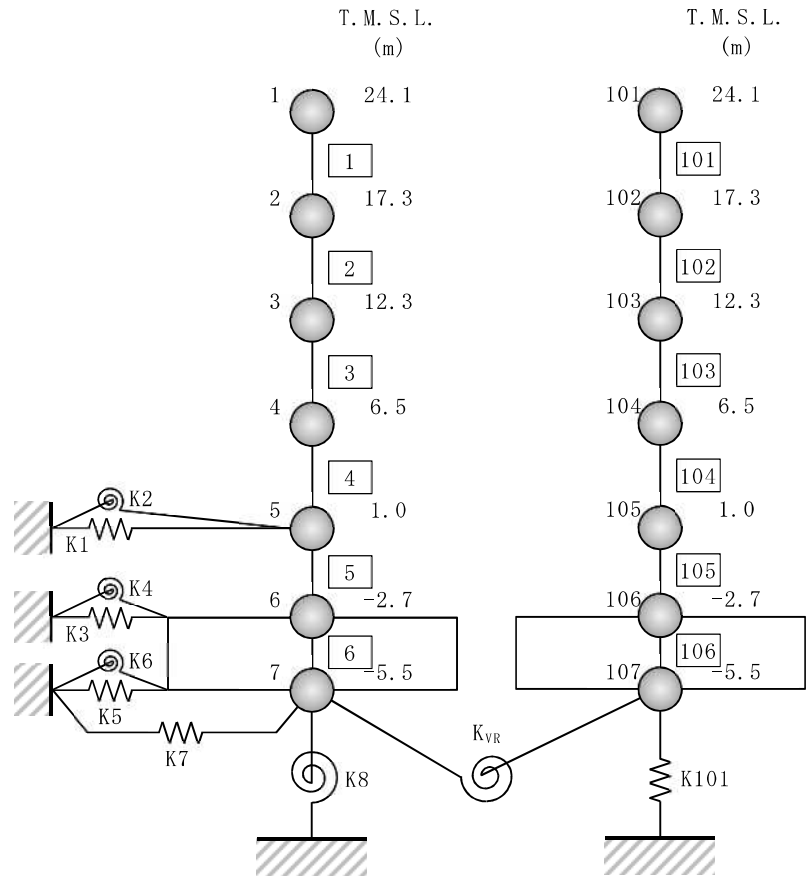 T.M.S.L. T.M.S.L.
(m) (m)
1 24.1 101 24.1
1 101
2 17.3 102 17.3
2 102
3 12.3 103 12.3
3 103
4 6.5 104 6.5
4 104
K2 5 1.0 105 1.0
K1
5 105
K4 6 -2.7 106 -2.7
K3
6 106
K6 7 -5.5 107 -5.5
K5
K7 KVR
K8 K101